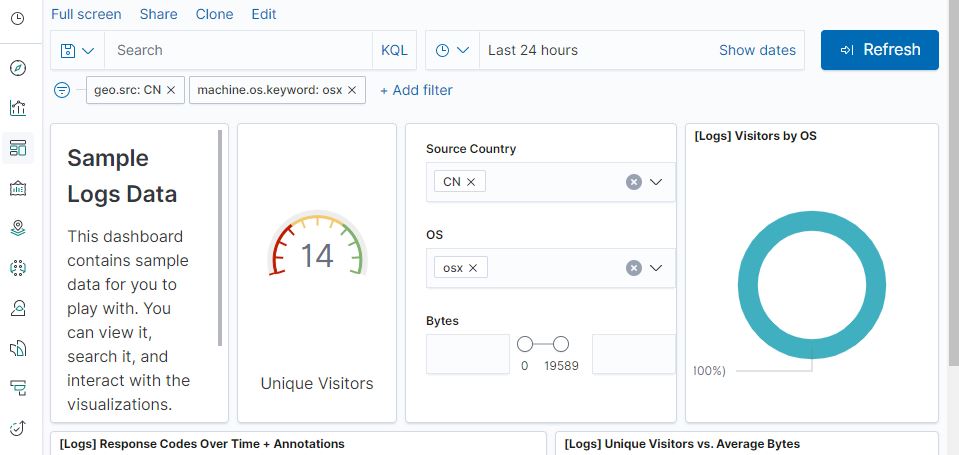 Full screen Share Clone Edit
Search KQL Last 24 hours Show dates Refresh
geo.src: CN machine.os.keyword: osx + Add filter
Sample
Logs Data
This dashboard
contains sample
data for you to
play with. You
can view it,
search it, and
interact with the
visualizations.
14
Unique Visitors
Source Country
CN
OS
osx
Bytes
0 19589
[Logs] Visitors by OS
100%)
[Logs] Response Codes Over Time + Annotations
[Logs] Unique Visitors vs. Average Bytes